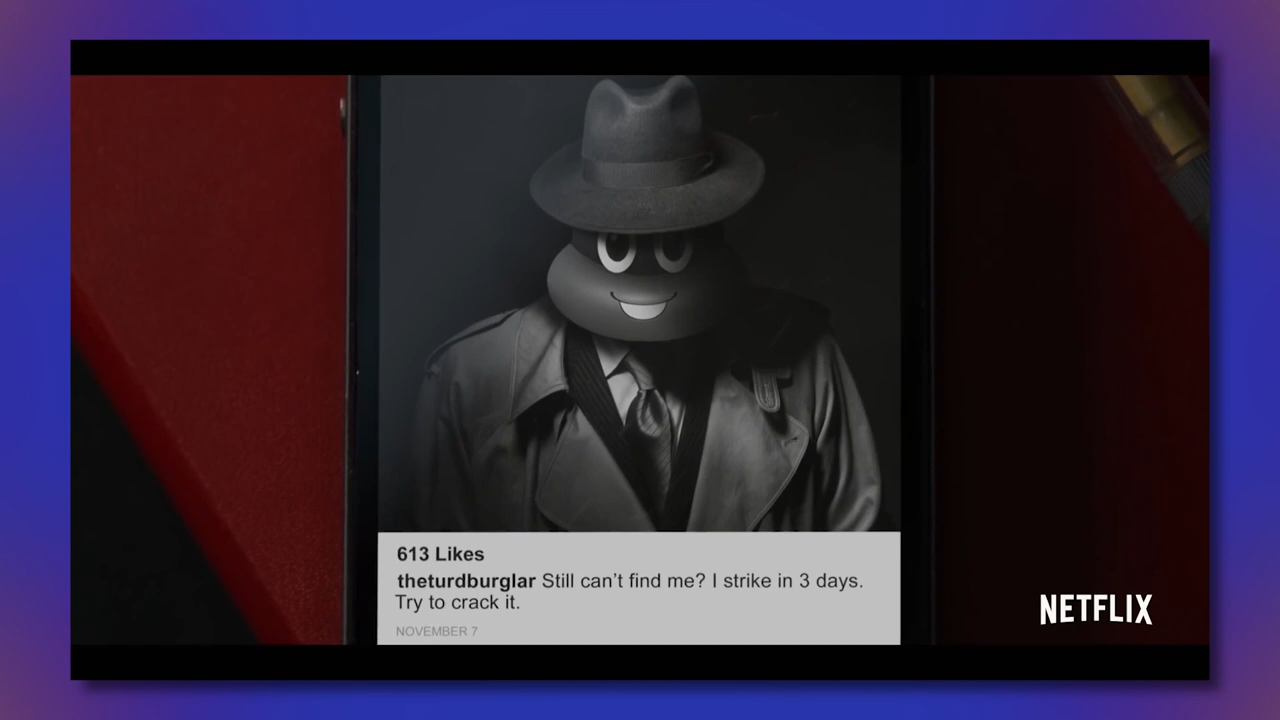 613 Likes
theturdburglar Still can't find me? I strike in 3 days.
Try to crack it.
NOVEMBER 7
NETFLIX